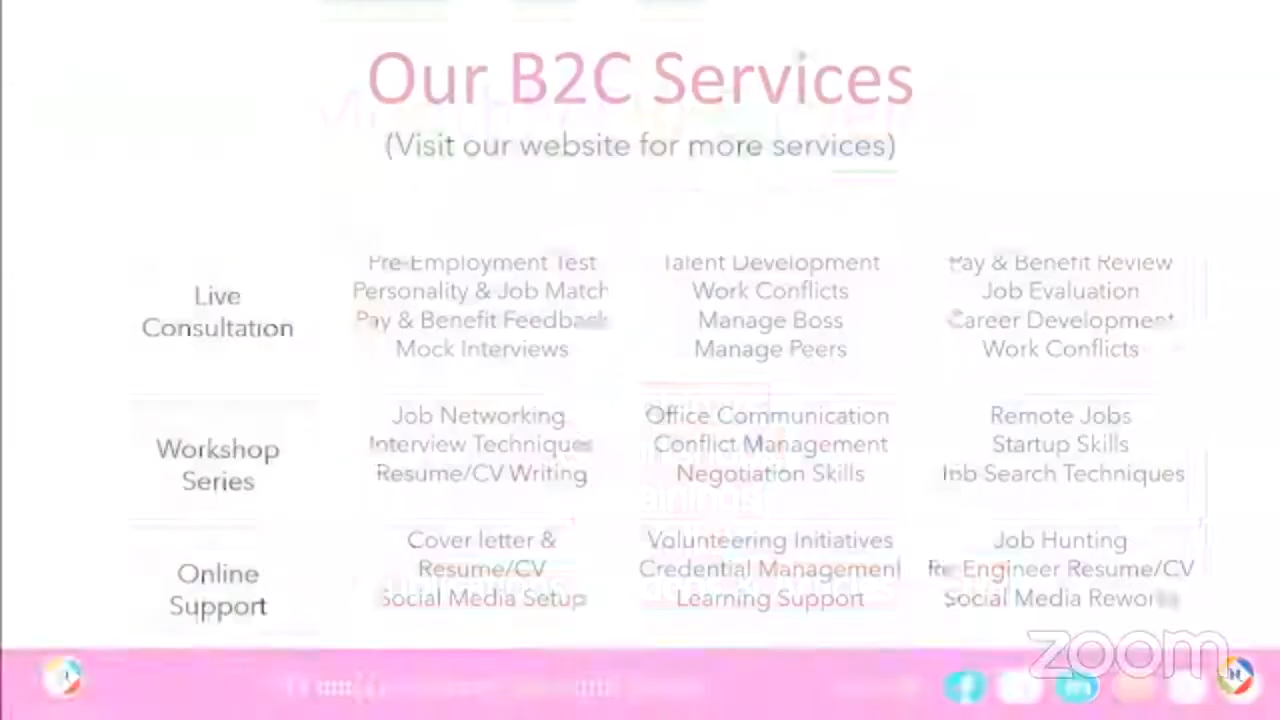 Our B2C Services
(Visit our website for more services)
Live
Consultation
Pre-Employment Test
Personality & Job Match
Pay & Benefit Feedback
Mock Interviews
Talent Development
Work Conflicts
Manage Boss
Manage Peers
Pay & Benefit Review
Job Evaluation
Career Development
Work Conflicts
Workshop
Series
Job Networking
Interview Techniques
Resume/CV Writing
Office Communication
Conflict Management
Negotiation Skills
Remote Jobs
Startup Skills
Job Search Techniques
Online
Support
Cover letter &
Resume/CV
Social Media Setup
Volunteering Initiatives
Credential Management
Learning Support
Job Hunting
Re Engineer Resume/CV
Social Media Rework
zoom